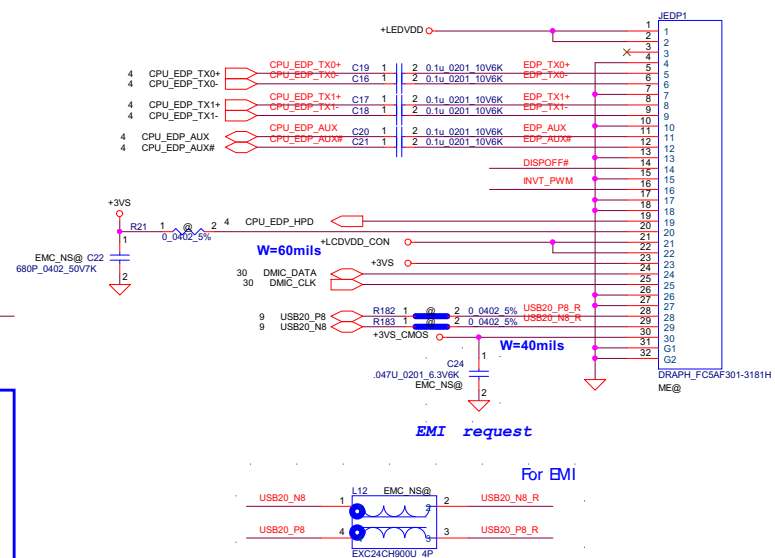 JEDP1
+LEDVDD
1 1
2 2
3 3
4 4
4 CPU_EDP_TX0+ CPU_EDP_TX0+ C19 1 2 0.1u_0201_10V6K EDP_TX0+ 5 5
4 CPU_EDP_TX0- CPU_EDP_TX0- C16 1 2 0.1u_0201_10V6K EDP_TX0- 6 6
7 7
4 CPU_EDP_TX1+ CPU_EDP_TX1+ C17 1 2 0.1u_0201_10V6K EDP_TX1+ 8 8
4 CPU_EDP_TX1- CPU_EDP_TX1- C18 1 2 0.1u_0201_10V6K EDP_TX1- 9 9
10 10
4 CPU_EDP_AUX CPU_EDP_AUX C20 1 2 0.1u_0201_10V6K EDP_AUX 11 11
4 CPU_EDP_AUX# CPU_EDP_AUX# C21 1 2 0.1u_0201_10V6K EDP_AUX# 12 12
13 13
DISPOFF# 14 14
15 15
INVT_PWM 16 16
17 17
+3VS
18 18
4 CPU_EDP_HPD 19 19
R21 1 @ 2 20 20
0_0402_5%
1
+LCDVDD_CON 21 21
W=60mils
22 22
EMC_NS@ C22
680P_0402_50V7K
2
+3VS 23 23
30 DMIC_DATA 24 24
30 DMIC_CLK 25 25
26 26
27 27
9 USB20_P8 R182 1 @ 2 0_0402_5% USB20_P8_R 28 28
9 USB20_N8 R183 1 @ 2 0_0402_5% USB20_N8_R 29 29
+3VS_CMOS 30 30
W=40mils
31 G1
32 G2
C24 1
.047U_0201_6.3V6K
EMC_NS@
2
DRAPH_FC5AF301-3181H
ME@
EMI request
For EMI
L12 EMC_NS@
USB20_N8 1 2 2 USB20_N8_R
USB20_P8 4 3 3 USB20_P8_R
EXC24CH900U_4P